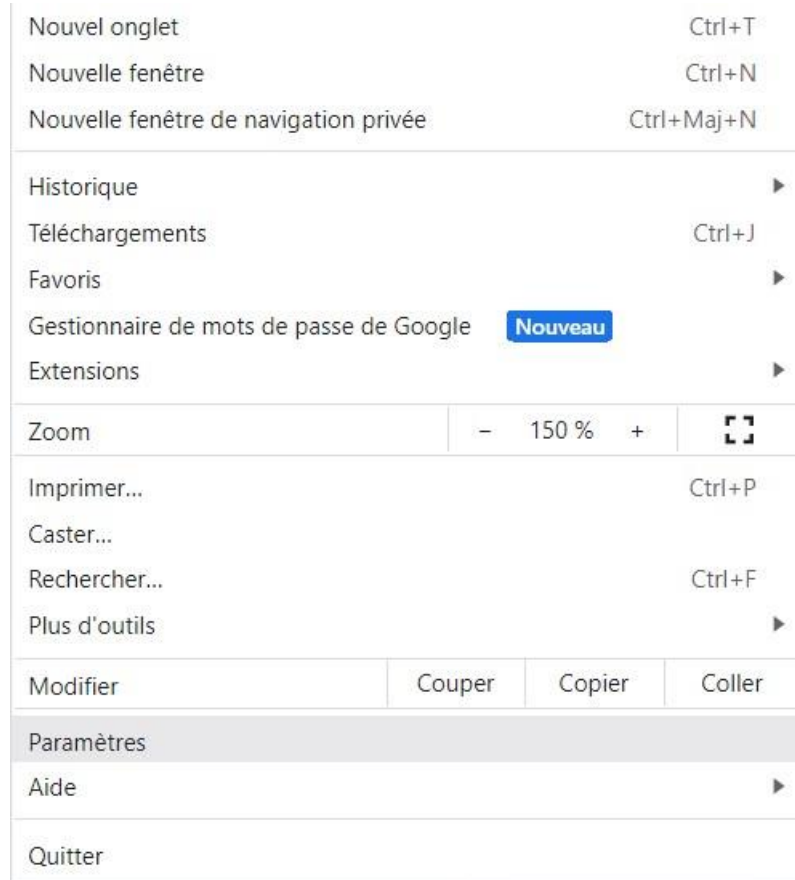 Nouvel onglet Ctrl+T
Nouvelle fenêtre Ctrl+N
Nouvelle fenêtre de navigation privée Ctrl+Maj+N
Historique
Téléchargements Ctrl+J
Favoris
Gestionnaire de mots de passe de Google Nouveau
Extensions
Zoom − 150 % +
Imprimer... Ctrl+P
Caster...
Rechercher... Ctrl+F
Plus d'outils
Modifier Couper Copier Coller
Paramètres
Aide
Quitter